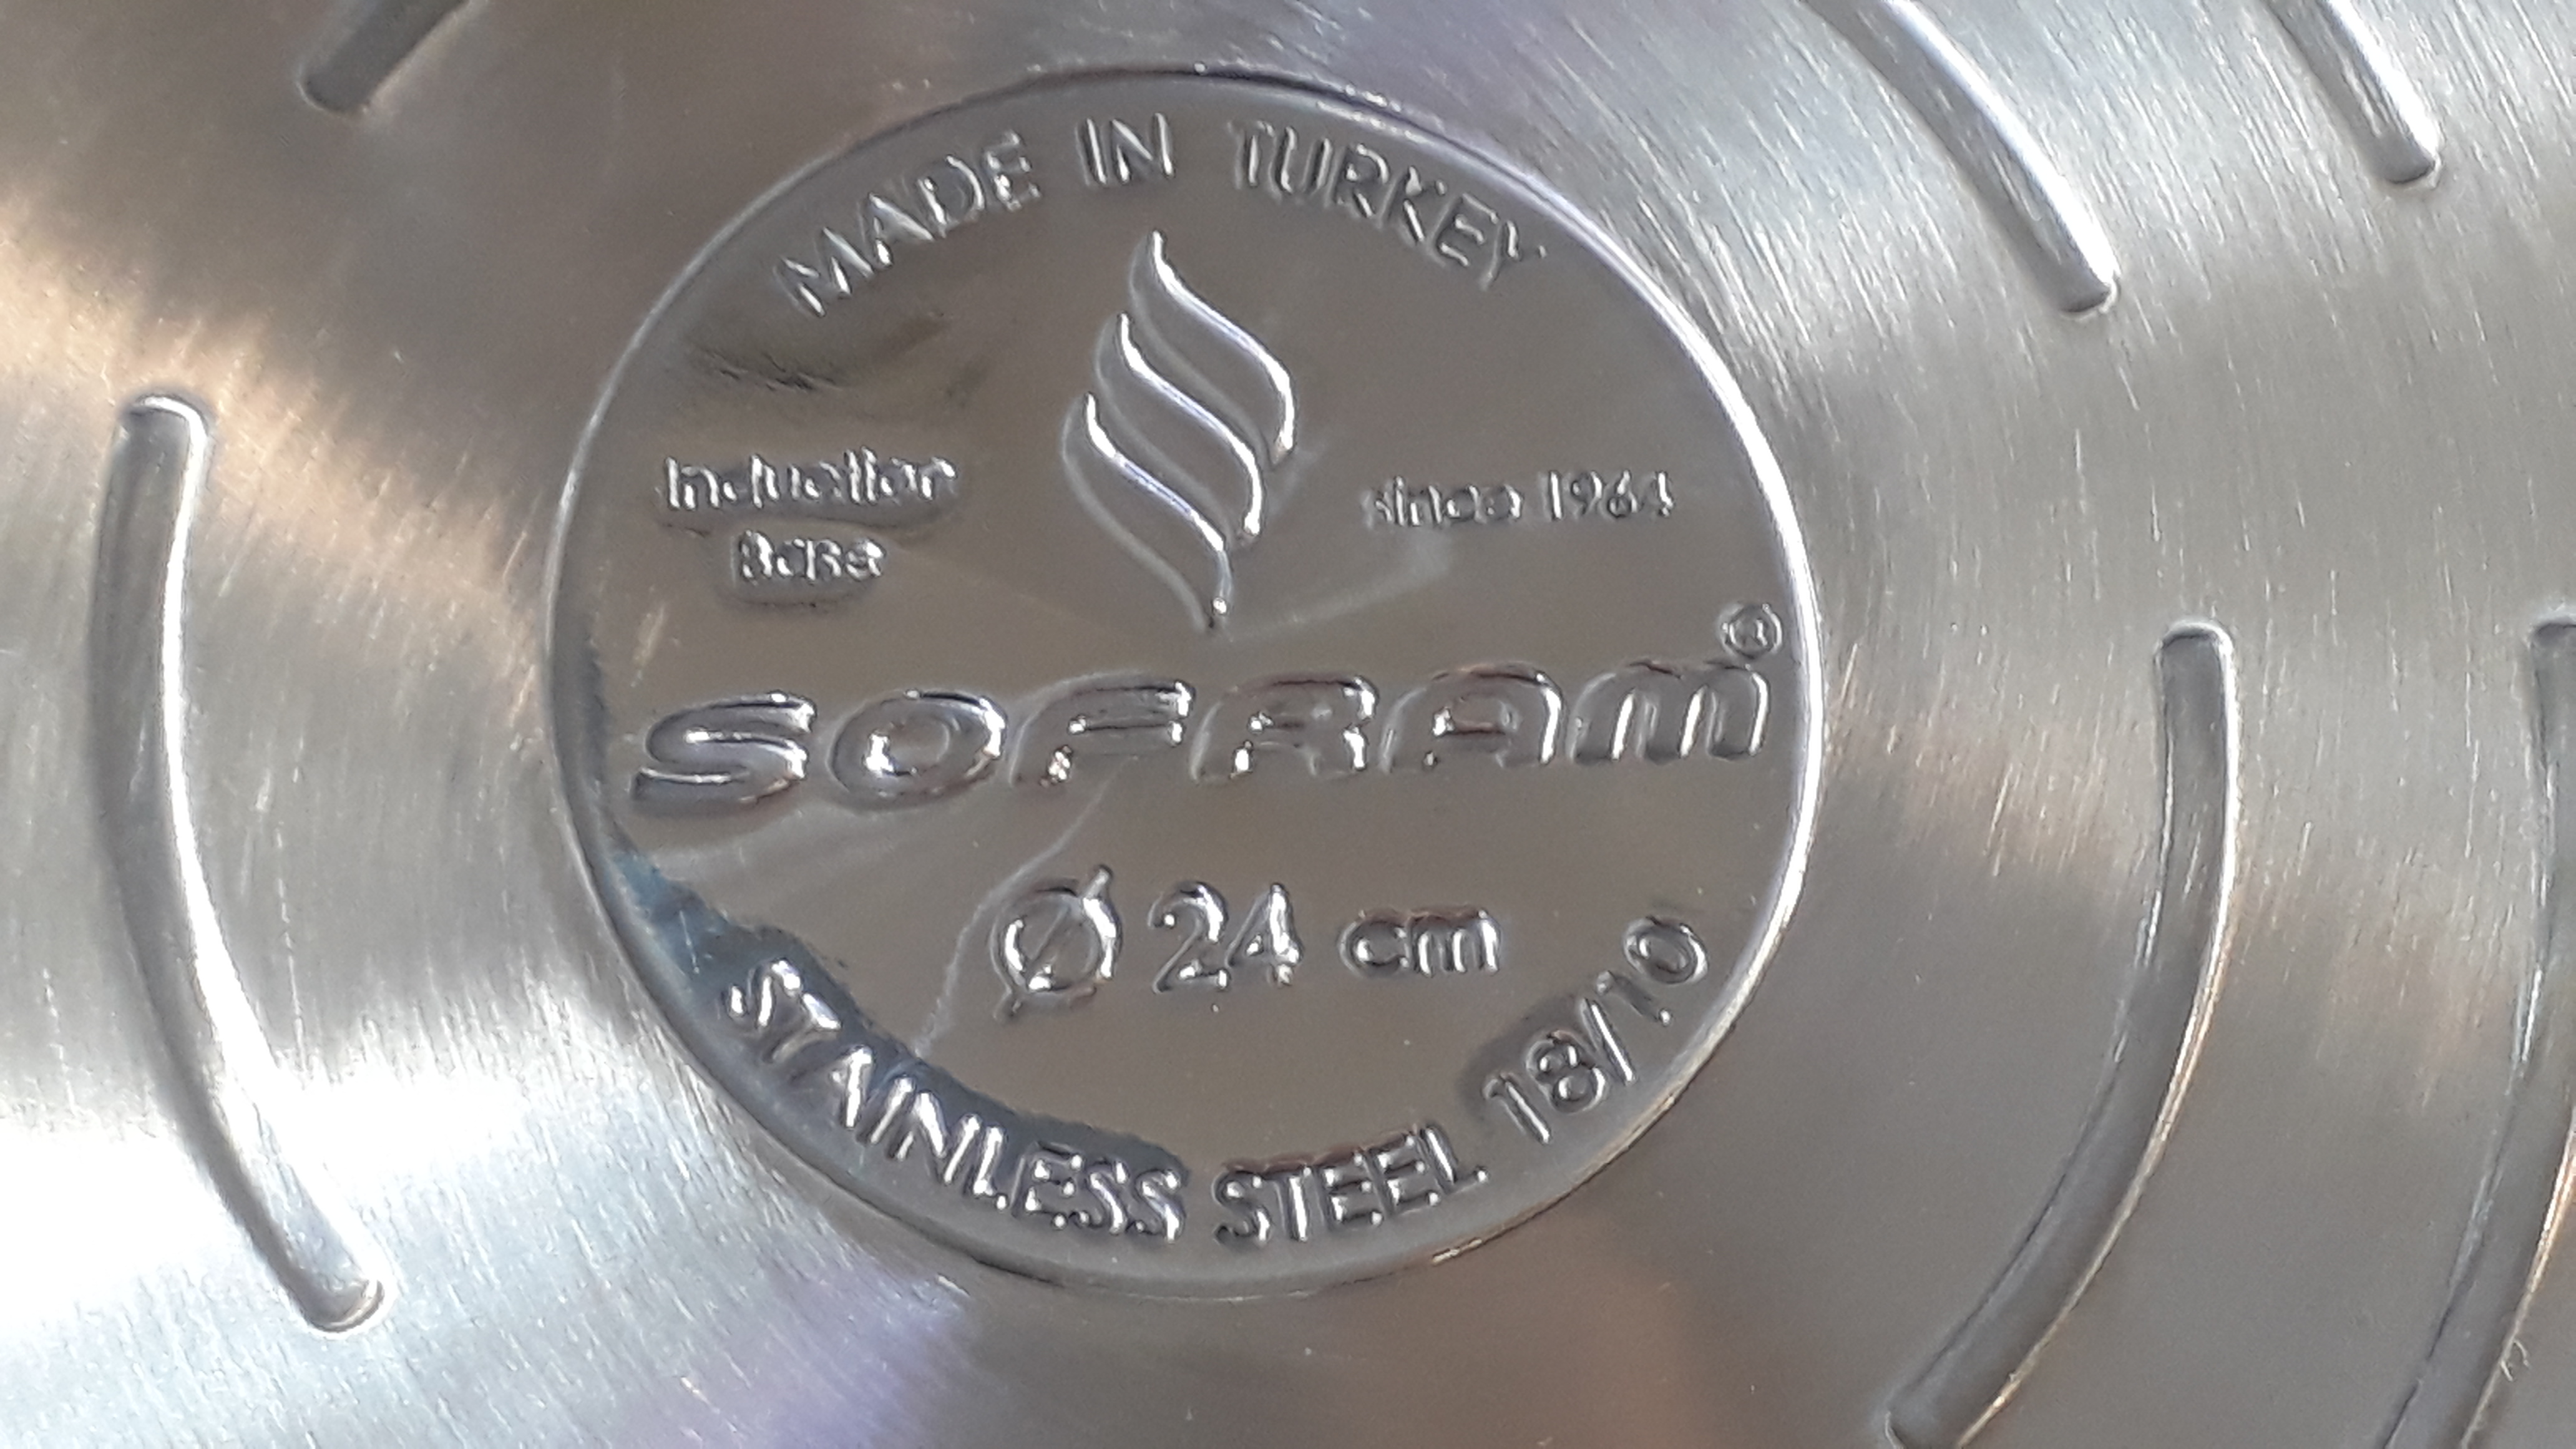 MADE IN TURKEY
Induction
Base
since 1964
SOFRAM®
Ø 24 cm
STAINLESS STEEL 18/10